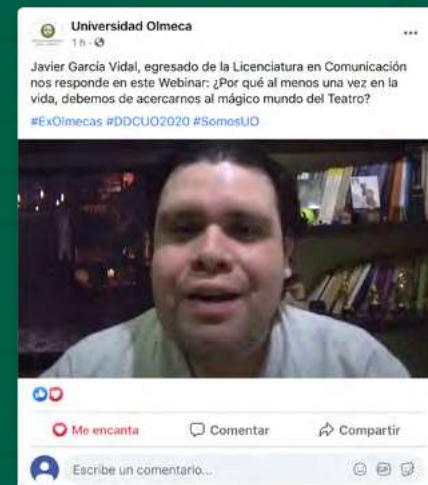 Universidad Olmeca
1 h ·
Javier García Vidal, egresado de la Licenciatura en Comunicación
nos responde en este Webinar: ¿Por qué al menos una vez en la
vida, debemos de acercarnos al mágico mundo del Teatro?
#ExOlmecas #DDCUO2020 #SomosUO
Me encanta
Comentar
Compartir
Escribe un comentario...